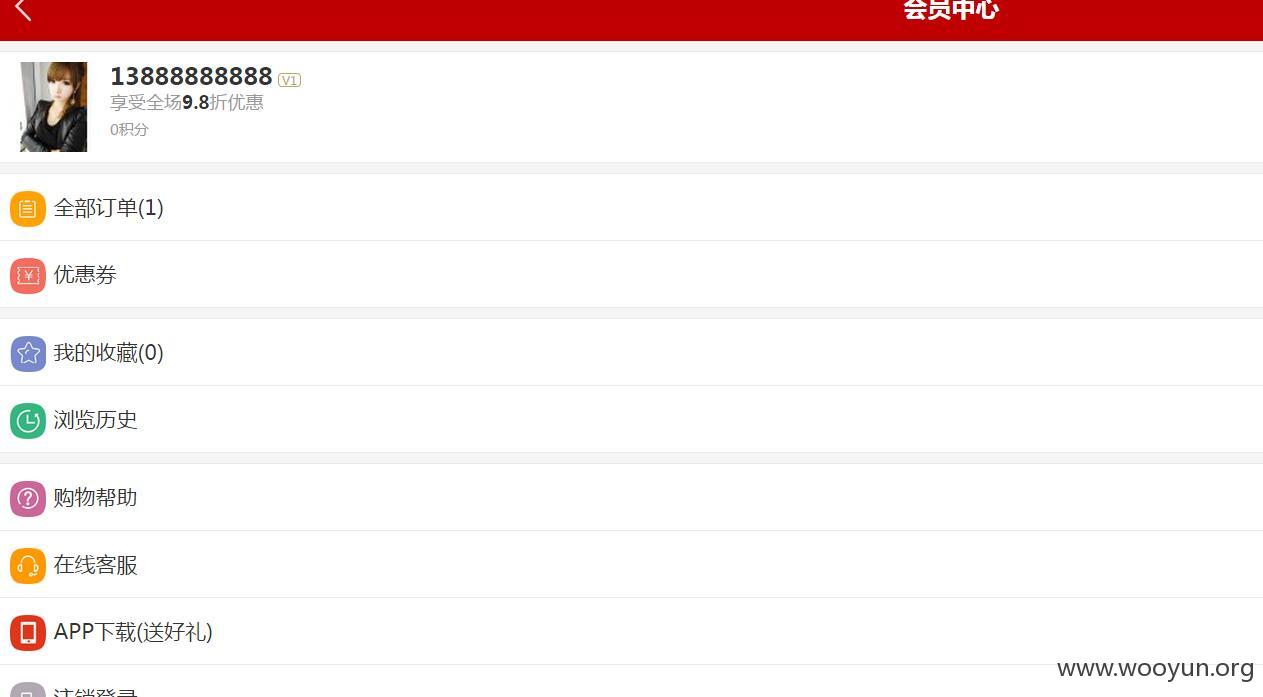 会员中心
13888888888 V1
享受全场9.8折优惠
0积分
全部订单(1)
优惠券
我的收藏(0)
浏览历史
购物帮助
在线客服
APP下载(送好礼)
注销登录
www.wooyun.org